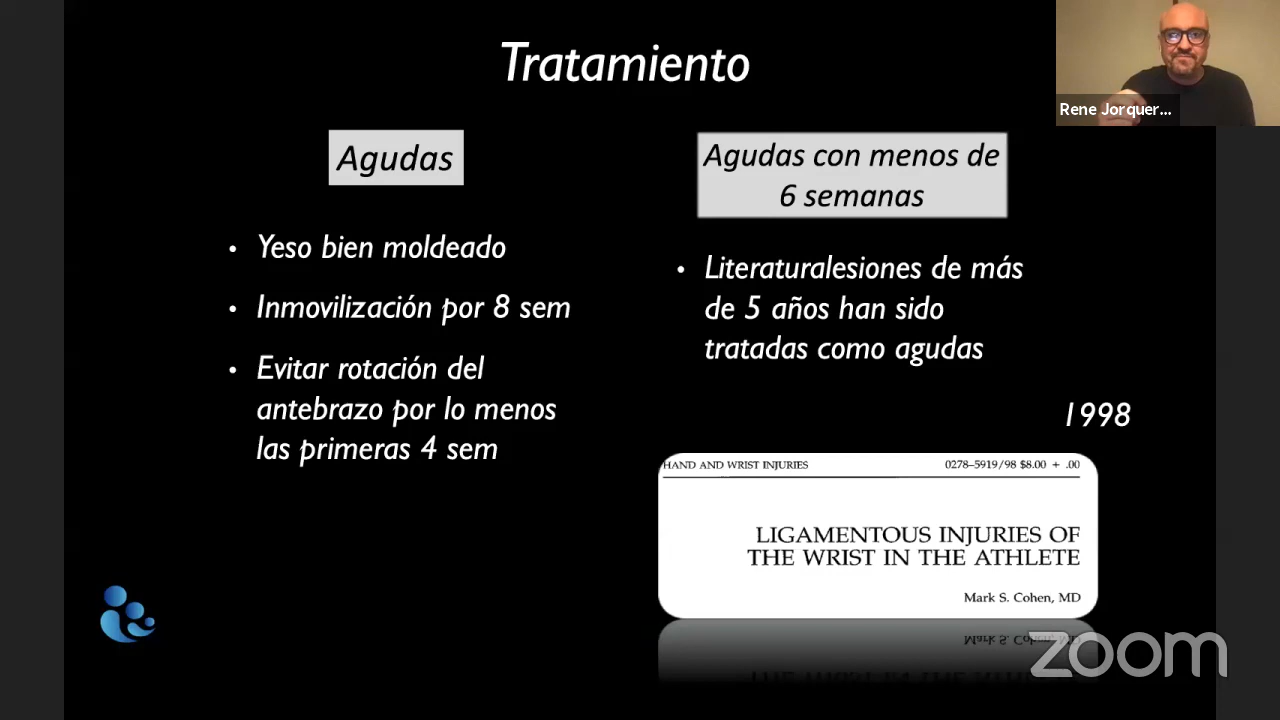 Tratamiento
Rene Jorquer...
Agudas
Yeso bien moldeado
Inmovilización por 8 sem
Evitar rotación del
antebrazo por lo menos
las primeras 4 sem
Agudas con menos de
6 semanas
Literaturalesiones de más
de 5 años han sido
tratadas como agudas
1998
HAND AND WRIST INJURIES 0278–5919/98 $8.00 + .00
LIGAMENTOUS INJURIES OF
THE WRIST IN THE ATHLETE
Mark S. Cohen, MD
zoom